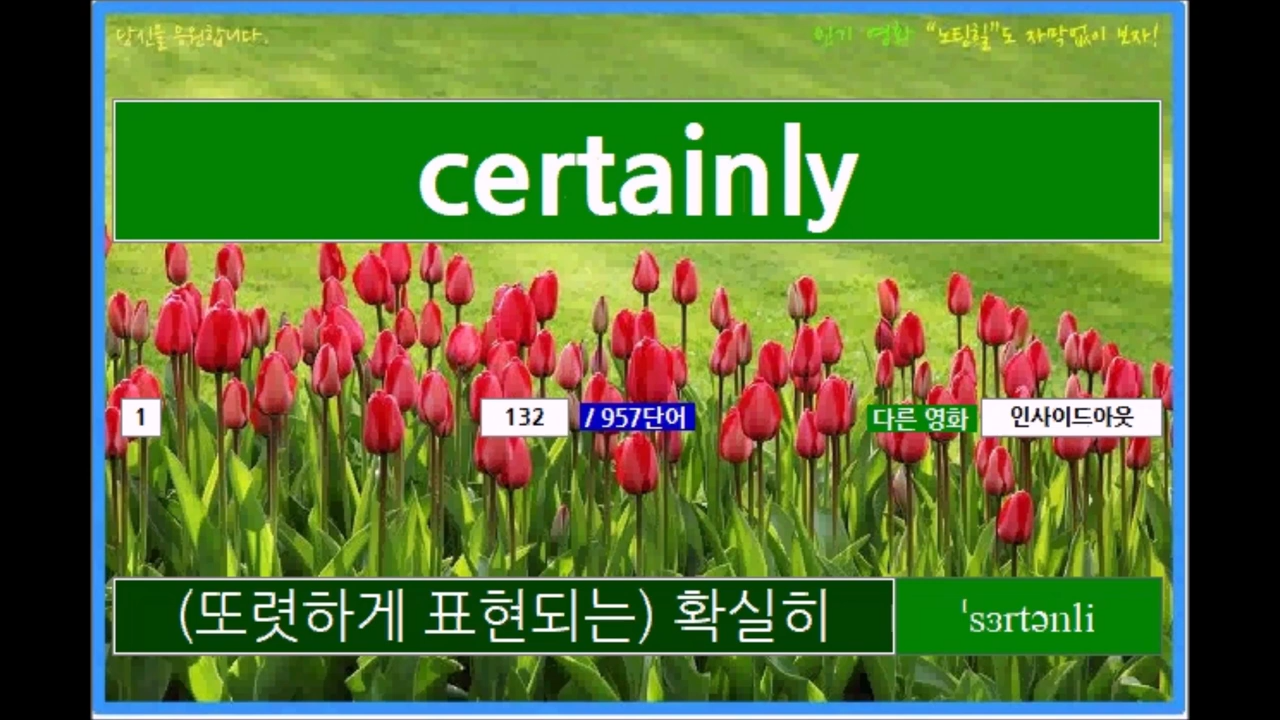 당신을 응원합니다.
인기 영화 “노팅힐”도 자막없이 보자!
certainly
1
132 / 957단어
다른 영화 인사이드아웃
(또렷하게 표현되는) 확실히
ˈsɜrtənli